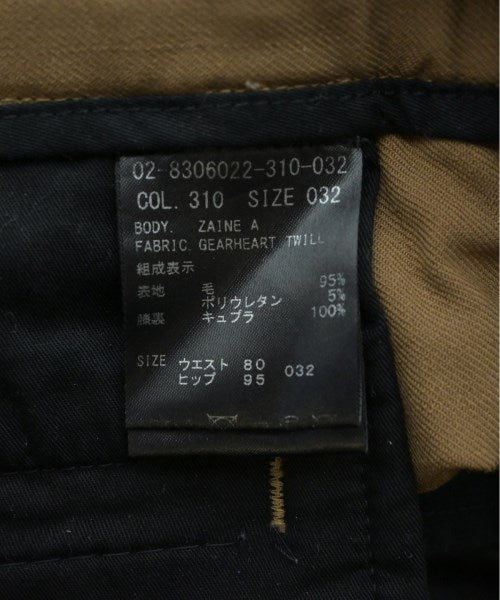 02-8306022-310-032
COL. 310 SIZE 032
BODY. ZAINE A
FABRIC. GEARHEART TWILL
組成表示
表地 毛 95%
ポリウレタン 5%
腰裏 キュプラ 100%
SIZE ウエスト 80 032
ヒップ 95